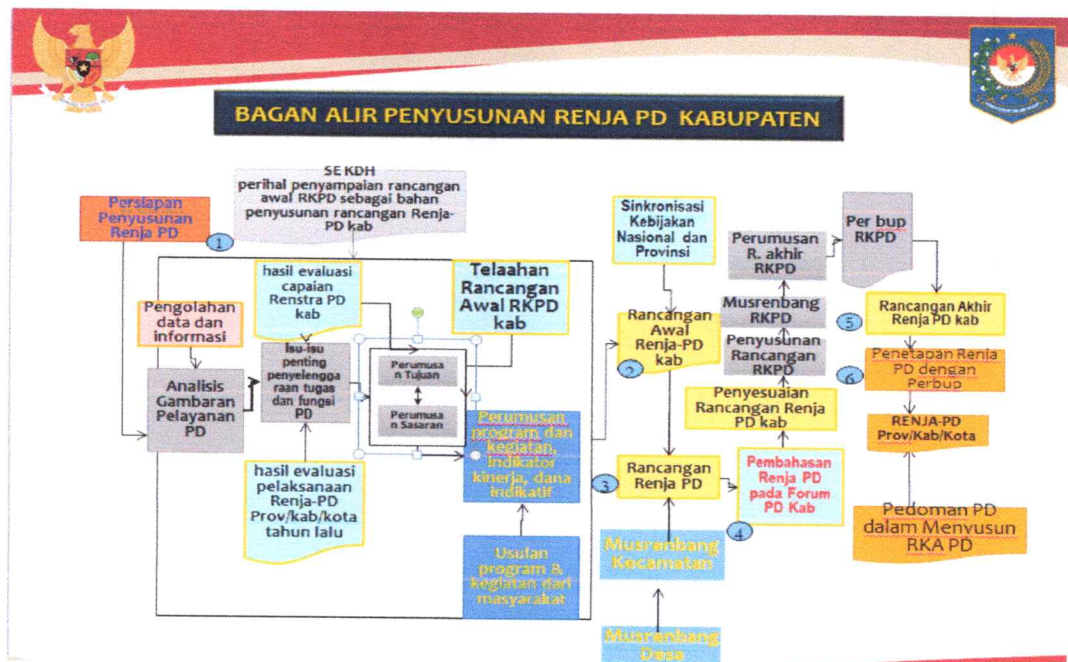 BAGAN ALIR PENYUSUNAN RENJA PD KABUPATEN
SE KDH
perihal penyampaian rancangan
awal RKPD sebagai bahan
penyusunan rancangan Renja-
PD kab
Persiapan
Penyusunan
Renja PD
1
hasil evaluasi
capaian
Renstra PD
kab
Telaahan
Rancangan
Awal RKPD
kab
Pengolahan
data dan
informasi
Isu-isu
penting
penyelengga
raan tugas
dan fungsi
PD
Analisis
Gambaran
Pelayanan
PD
Perumusa
n Tujuan
Perumusa
n Sasaran
Perumusan
program dan
kegiatan,
indikator
kinerja, dana
indikatif
hasil evaluasi
pelaksanaan
Renja-PD
Prov/kab/kota
tahun lalu
Usulan
program &
kegiatan dari
masyarakat
Sinkronisasi
Kebijakan
Nasional dan
Provinsi
Rancangan
Awal
Renja-PD
kab
2
3
Rancangan
Renja PD
Musrenbang
Kecamatan
Musrenbang
Desa
4
Pembahasan
Renja PD
pada Forum
PD Kab
Penyesuaian
Rancangan Renja
PD kab
Penyusunan
Rancangan
RKPD
Musrenbang
RKPD
Perumusan
R. akhir
RKPD
Per bup
RKPD
5
Rancangan Akhir
Renja PD kab
6
Penetapan Renja
PD dengan
Perbup
RENJA-PD
Prov/Kab/Kota
Pedoman PD
dalam Menyusun
RKA PD